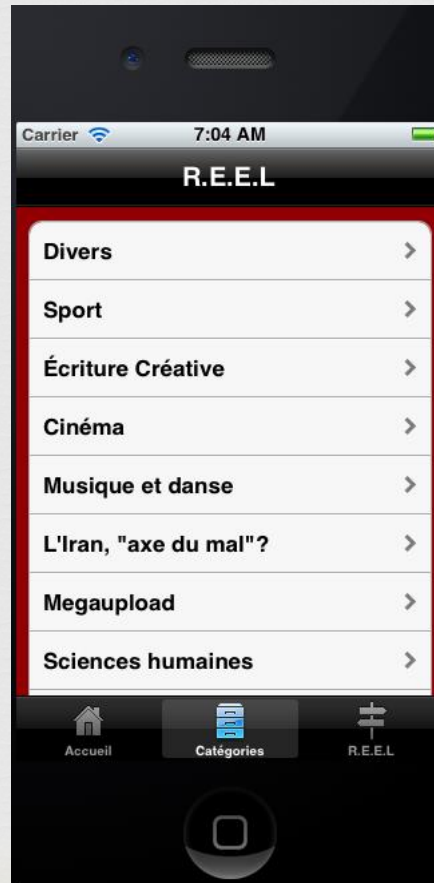 Carrier 7:04 AM
R.E.E.L
Divers
Sport
Écriture Créative
Cinéma
Musique et danse
L'Iran, "axe du mal"?
Megaupload
Sciences humaines
Accueil Catégories R.E.E.L